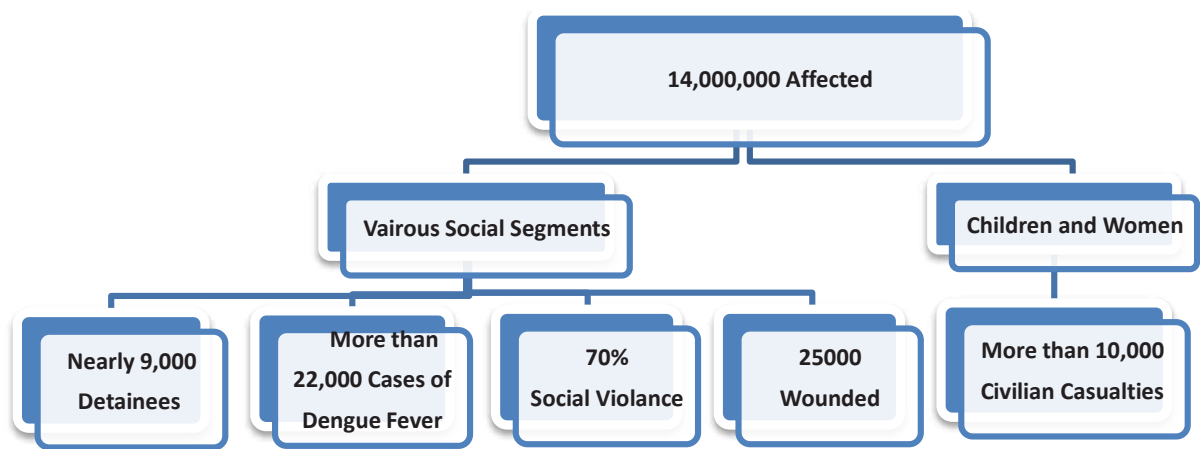 14,000,000 Affected
Vairous Social Segments
Children and Women
Nearly 9,000
Detainees
More than
22,000 Cases of
Dengue Fever
70%
Social Violance
25000
Wounded
More than 10,000
Civilian Casualties